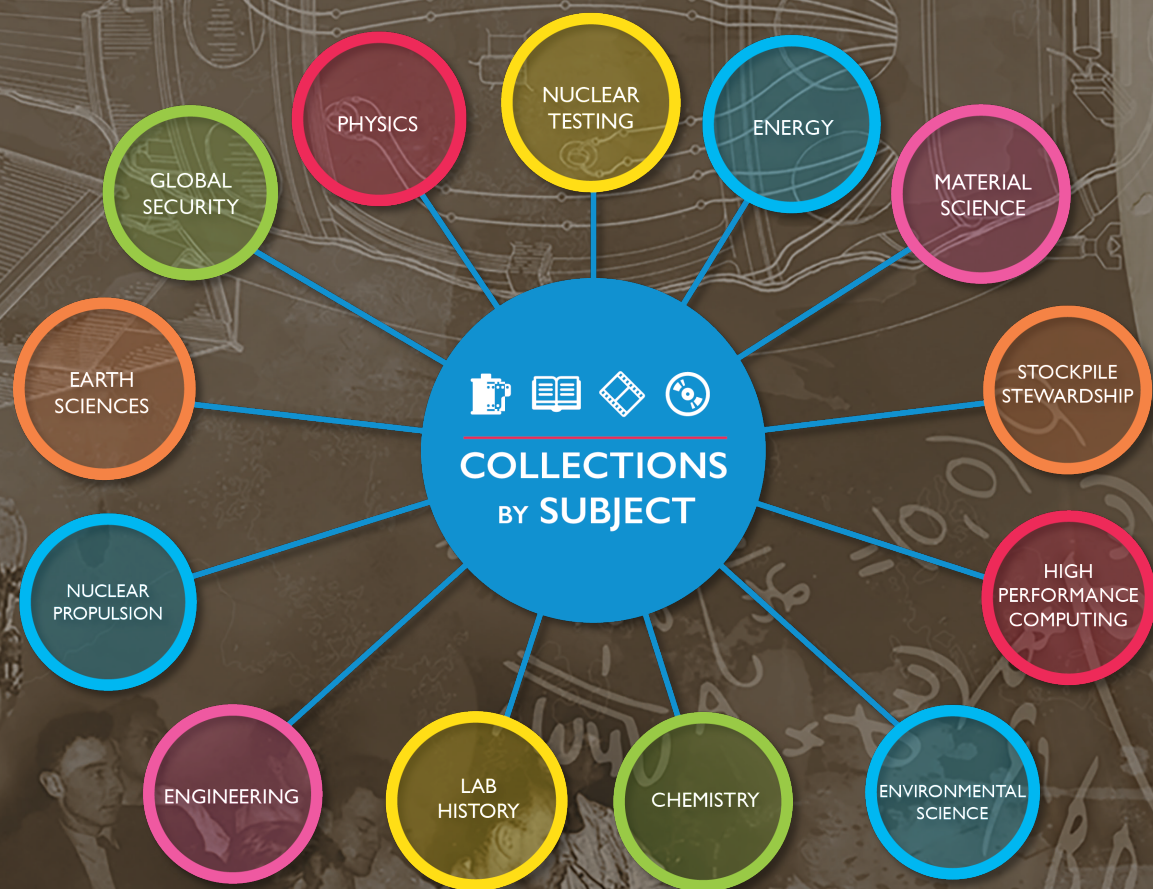 PHYSICS
NUCLEAR
TESTING
ENERGY
MATERIAL
SCIENCE
GLOBAL
SECURITY
EARTH
SCIENCES
STOCKPILE
STEWARDSHIP
COLLECTIONS
BY SUBJECT
NUCLEAR
PROPULSION
HIGH
PERFORMANCE
COMPUTING
ENGINEERING
LAB
HISTORY
CHEMISTRY
ENVIRONMENTAL
SCIENCE